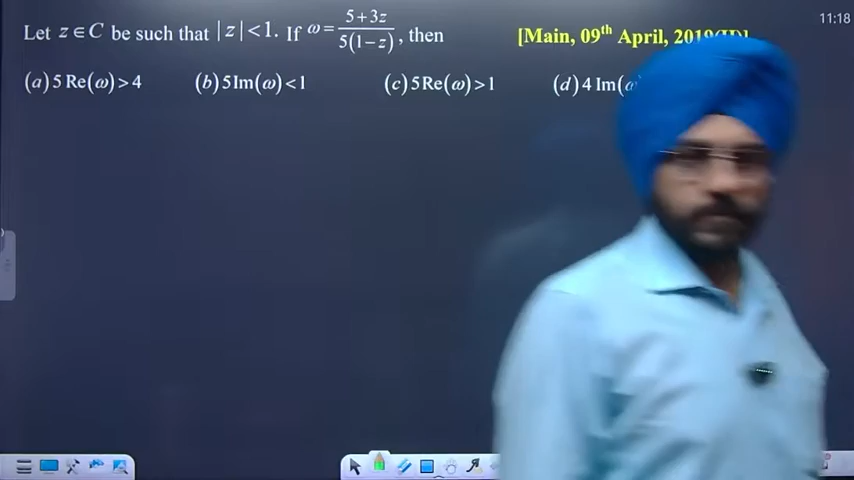 11:18
Let z∈C be such that |z|<1. If ω = (5+3z)/(5(1−z)), then [Main, 09th April, 2019(II)]
(a) 5 Re(ω) > 4 (b) 5 Im(ω) < 1 (c) 5 Re(ω) > 1 (d) 4 Im(ω